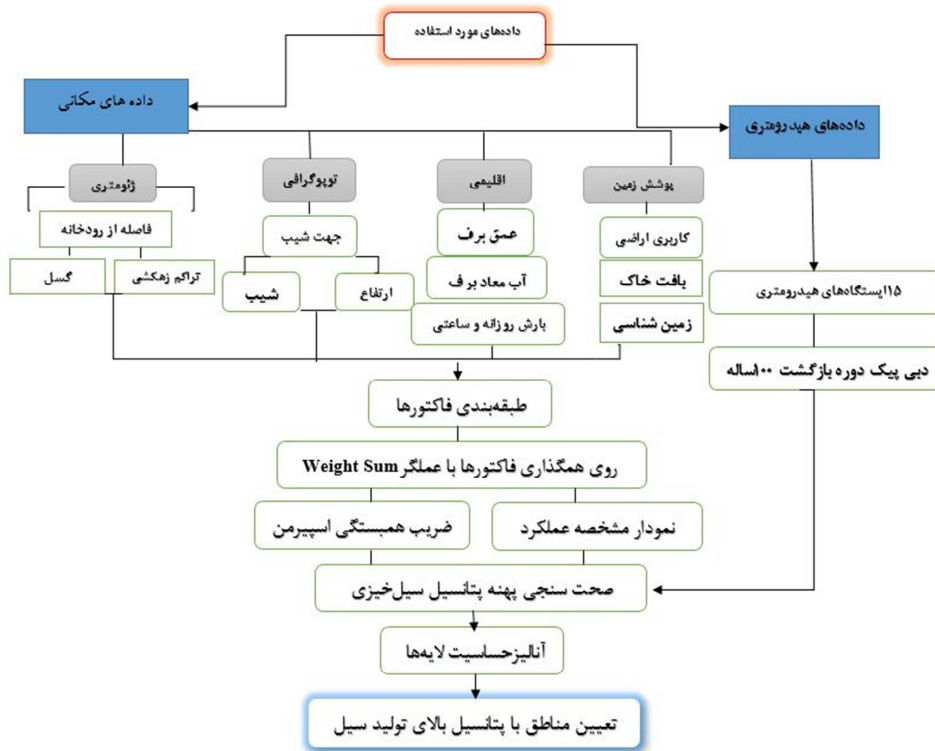 داده‌های مورد استفاده
داده های مکانی
داده‌های هیدرومتری
پوشش زمین
اقلیمی
توپوگرافی
ژئومتری
کاربری اراضی
بافت خاک
زمین شناسی
عمق برف
آب معاد برف
بارش روزانه و ساعتی
جهت شیب
ارتفاع
شیب
فاصله از رودخانه
تراکم زهکشی
گسل
۱۵ایستگاه‌های هیدرومتری
دبی پیک دوره بازگشت ۱۰۰ساله
طبقه‌بندی فاکتورها
روی همگذاری فاکتورها با عملگر Weight Sum
نمودار مشخصه عملکرد
ضریب همبستگی اسپیرمن
صحت سنجی پهنه پتانسیل سیل‌خیزی
آنالیزحساسیت لایه‌ها
تعیین مناطق با پتانسیل بالای تولید سیل